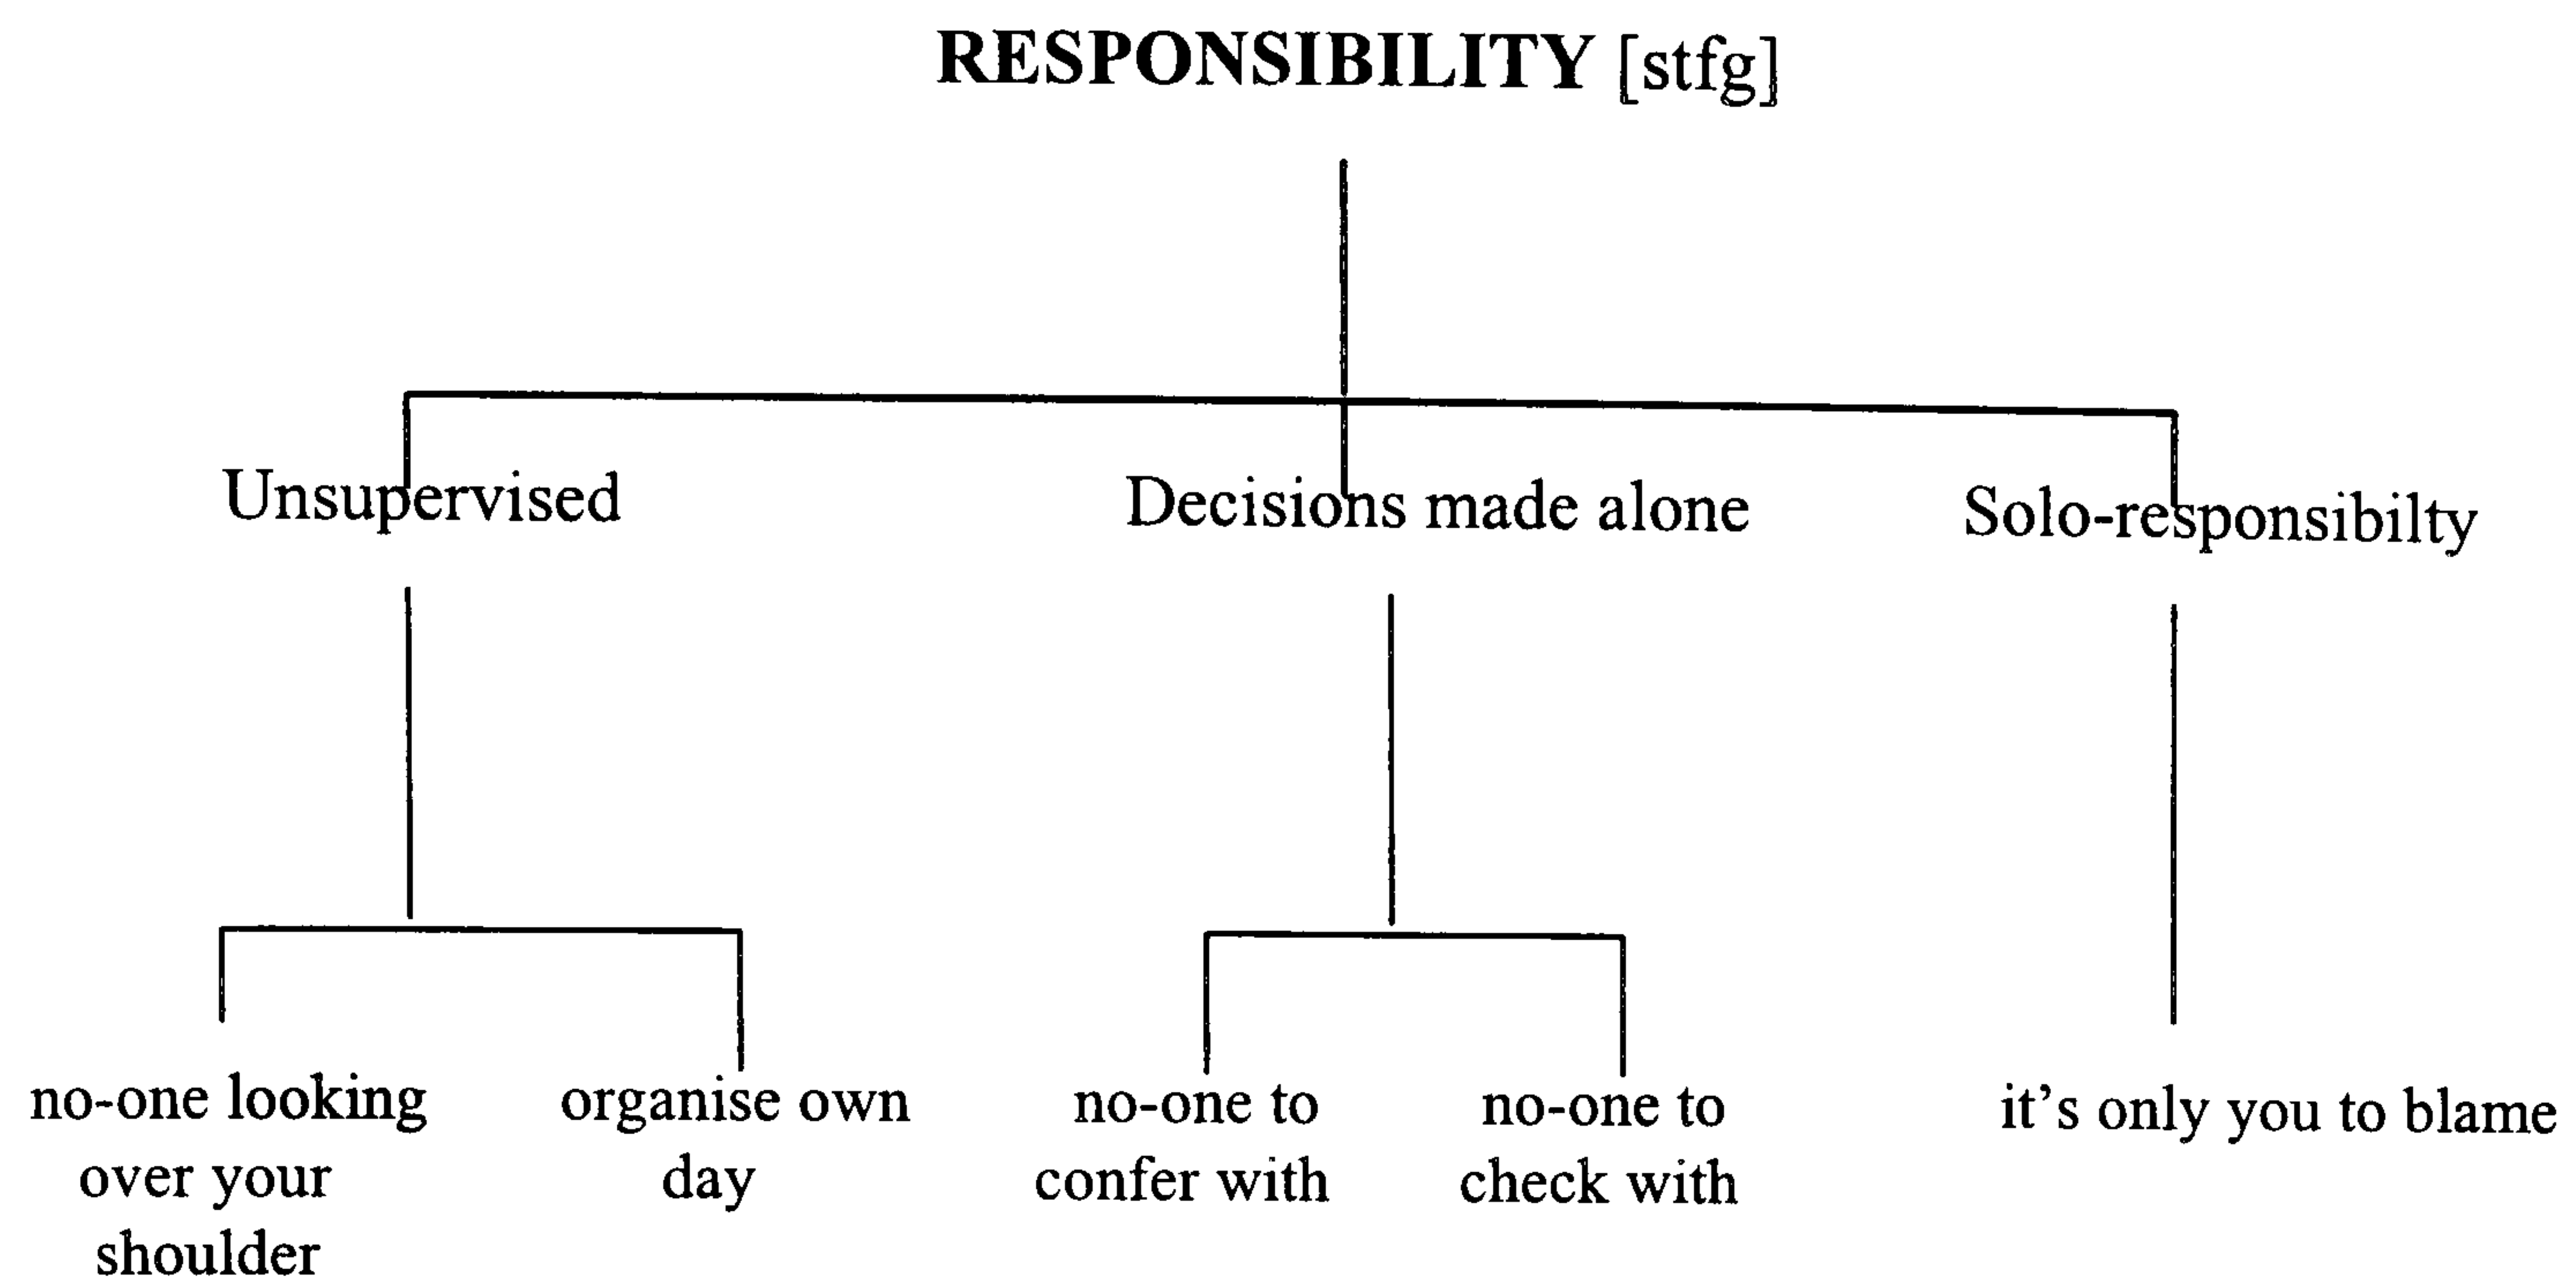 RESPONSIBILITY [stfg]
Unsupervised
Decisions made alone
Solo-responsibilty
no-one looking
over your
shoulder
organise own
day
no-one to
confer with
no-one to
check with
it's only you to blame